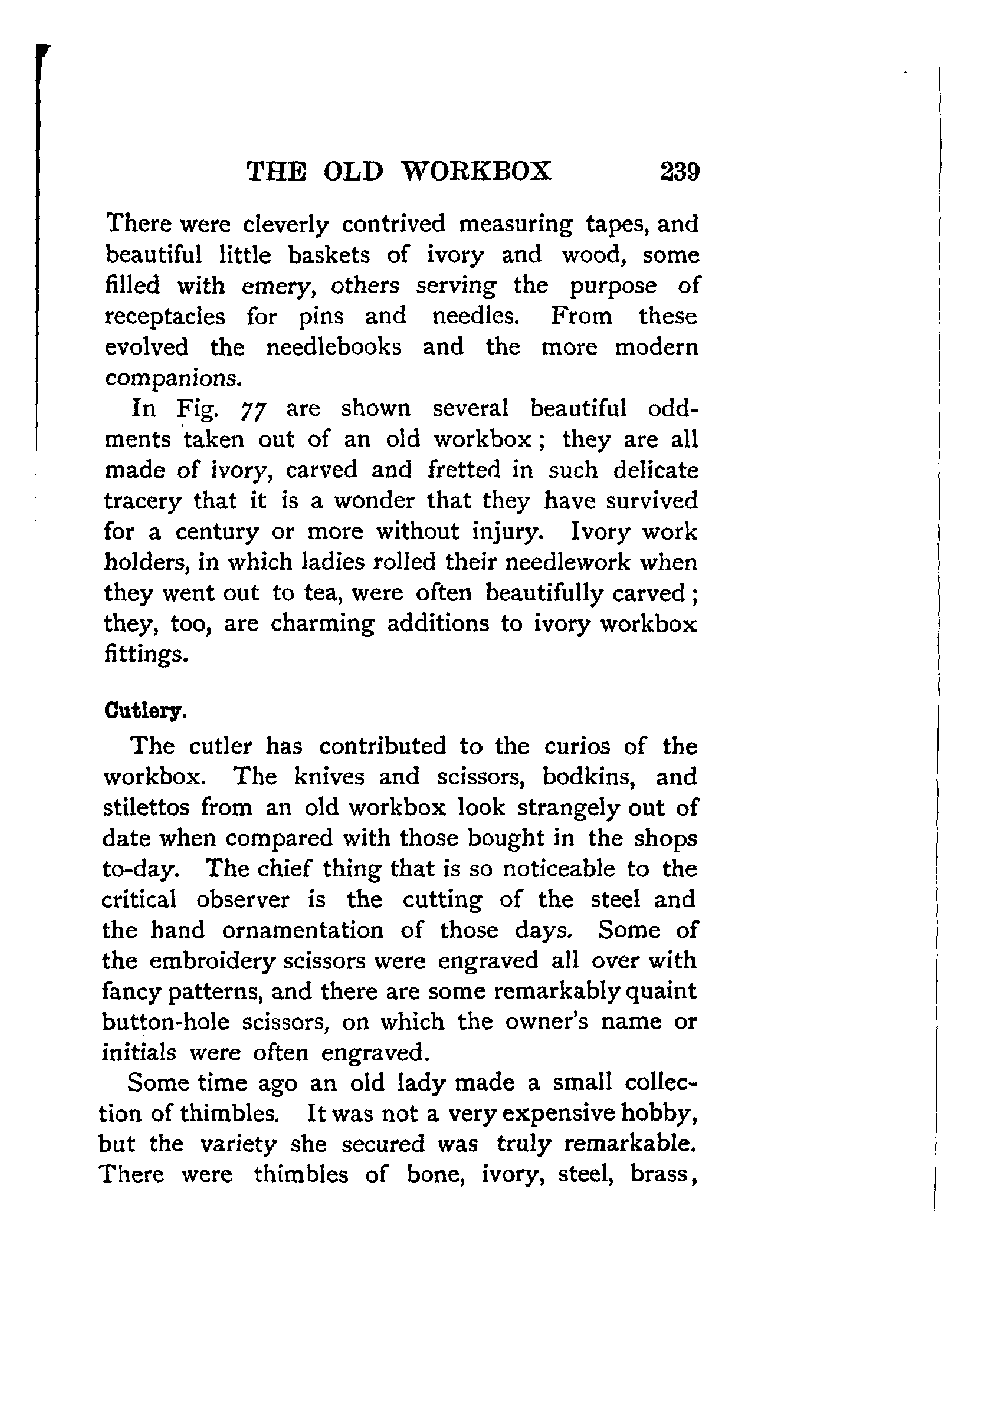 THE OLD WORKBOX 239
There were cleverly contrived measuring tapes, and
beautiful little baskets of ivory and wood, some
filled with emery, others serving the purpose of
receptacles for pins and needles. From these
evolved the needlebooks and the more modern
companions.
In Fig. 77 are shown several beautiful odd-
ments taken out of an old workbox; they are all
made of ivory, carved and fretted in such delicate
tracery that it is a wonder that they have survived
for a century or more without injury. Ivory work
holders, in which ladies rolled their needlework when
they went out to tea, were often beautifully carved;
they, too, are charming additions to ivory workbox
fittings.
Cutlery.
The cutler has contributed to the curios of the
workbox. The knives and scissors, bodkins, and
stilettos from an old workbox look strangely out of
date when compared with those bought in the shops
to-day. The chief thing that is so noticeable to the
critical observer is the cutting of the steel and
the hand ornamentation of those days. Some of
the embroidery scissors were engraved all over with
fancy patterns, and there are some remarkably quaint
button-hole scissors, on which the owner's name or
initials were often engraved.
Some time ago an old lady made a small collec-
tion of thimbles. It was not a very expensive hobby,
but the variety she secured was truly remarkable.
There were thimbles of bone, ivory, steel, brass,